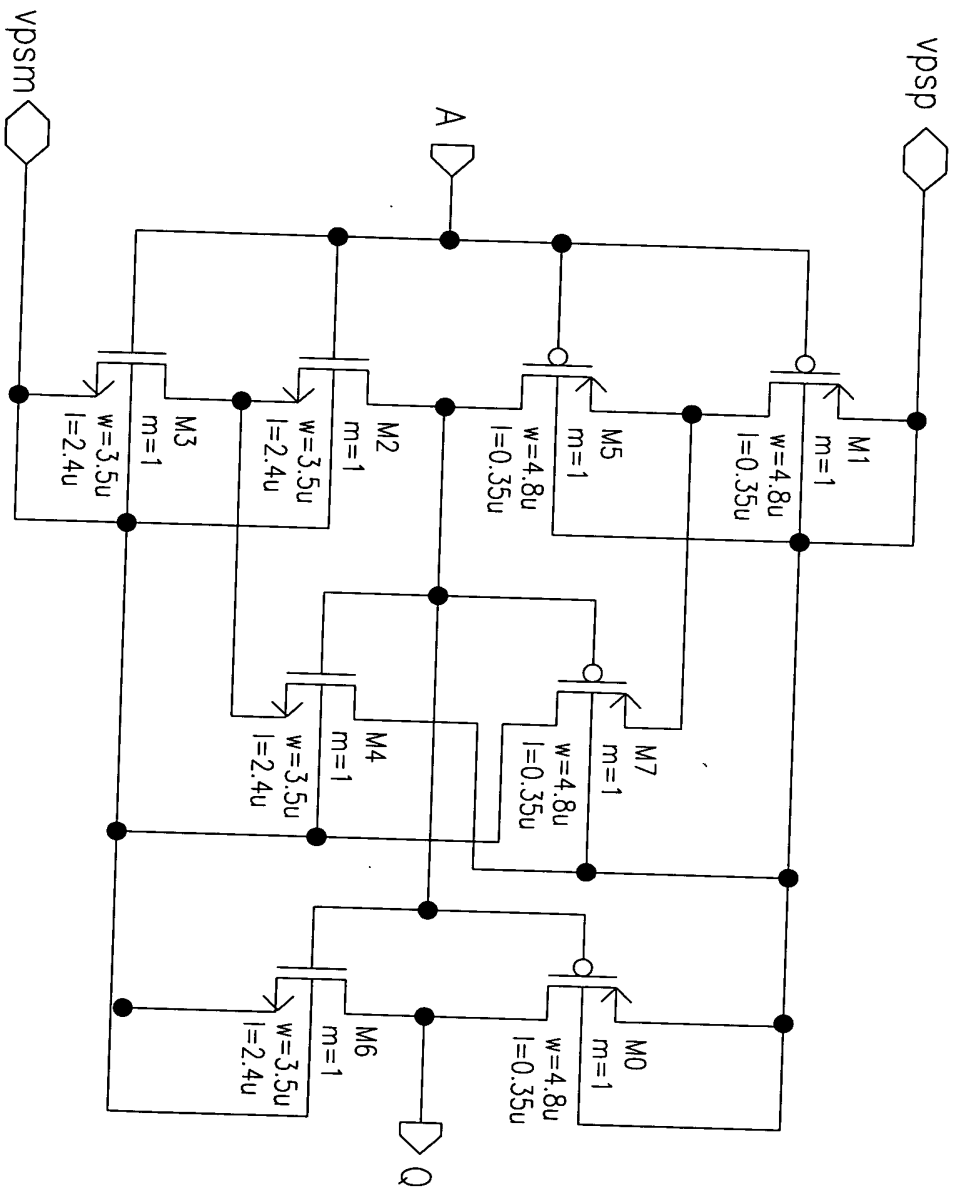 vpsp
vpsm
A
M1
m=1
w=4.8u
l=0.35u
M5
m=1
w=4.8u
l=0.35u
M2
m=1
w=3.5u
l=2.4u
M3
m=1
w=3.5u
l=2.4u
M7
m=1
w=4.8u
l=0.35u
M4
m=1
w=3.5u
l=2.4u
M0
m=1
w=4.8u
l=0.35u
M6
m=1
w=3.5u
l=2.4u
Q